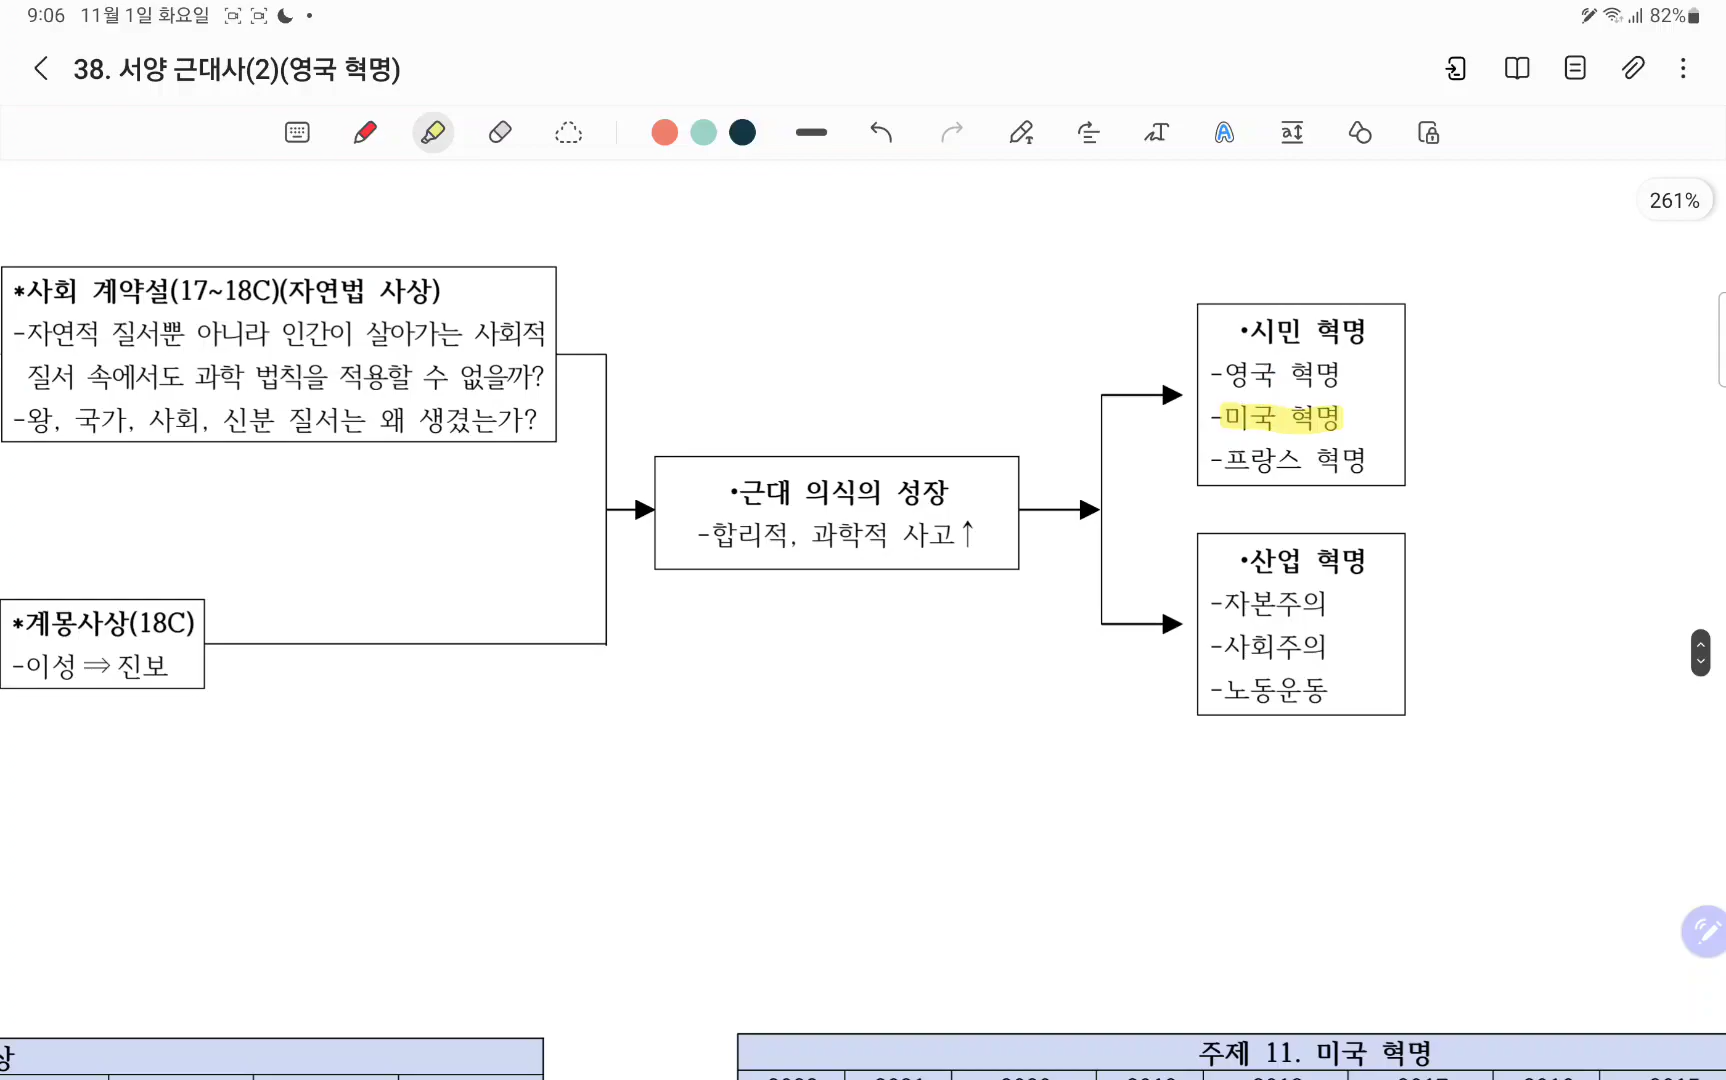 9:06 11월 1일 화요일
82%
38. 서양 근대사(2)(영국 혁명)
261%
*사회 계약설(17~18C)(자연법 사상)
-자연적 질서뿐 아니라 인간이 살아가는 사회적
질서 속에서도 과학 법칙을 적용할 수 없을까?
-왕, 국가, 사회, 신분 질서는 왜 생겼는가?
*계몽사상(18C)
-이성⇒진보
•근대 의식의 성장
-합리적, 과학적 사고↑
•시민 혁명
-영국 혁명
-미국 혁명
-프랑스 혁명
•산업 혁명
-자본주의
-사회주의
-노동운동
상
주제 11. 미국 혁명